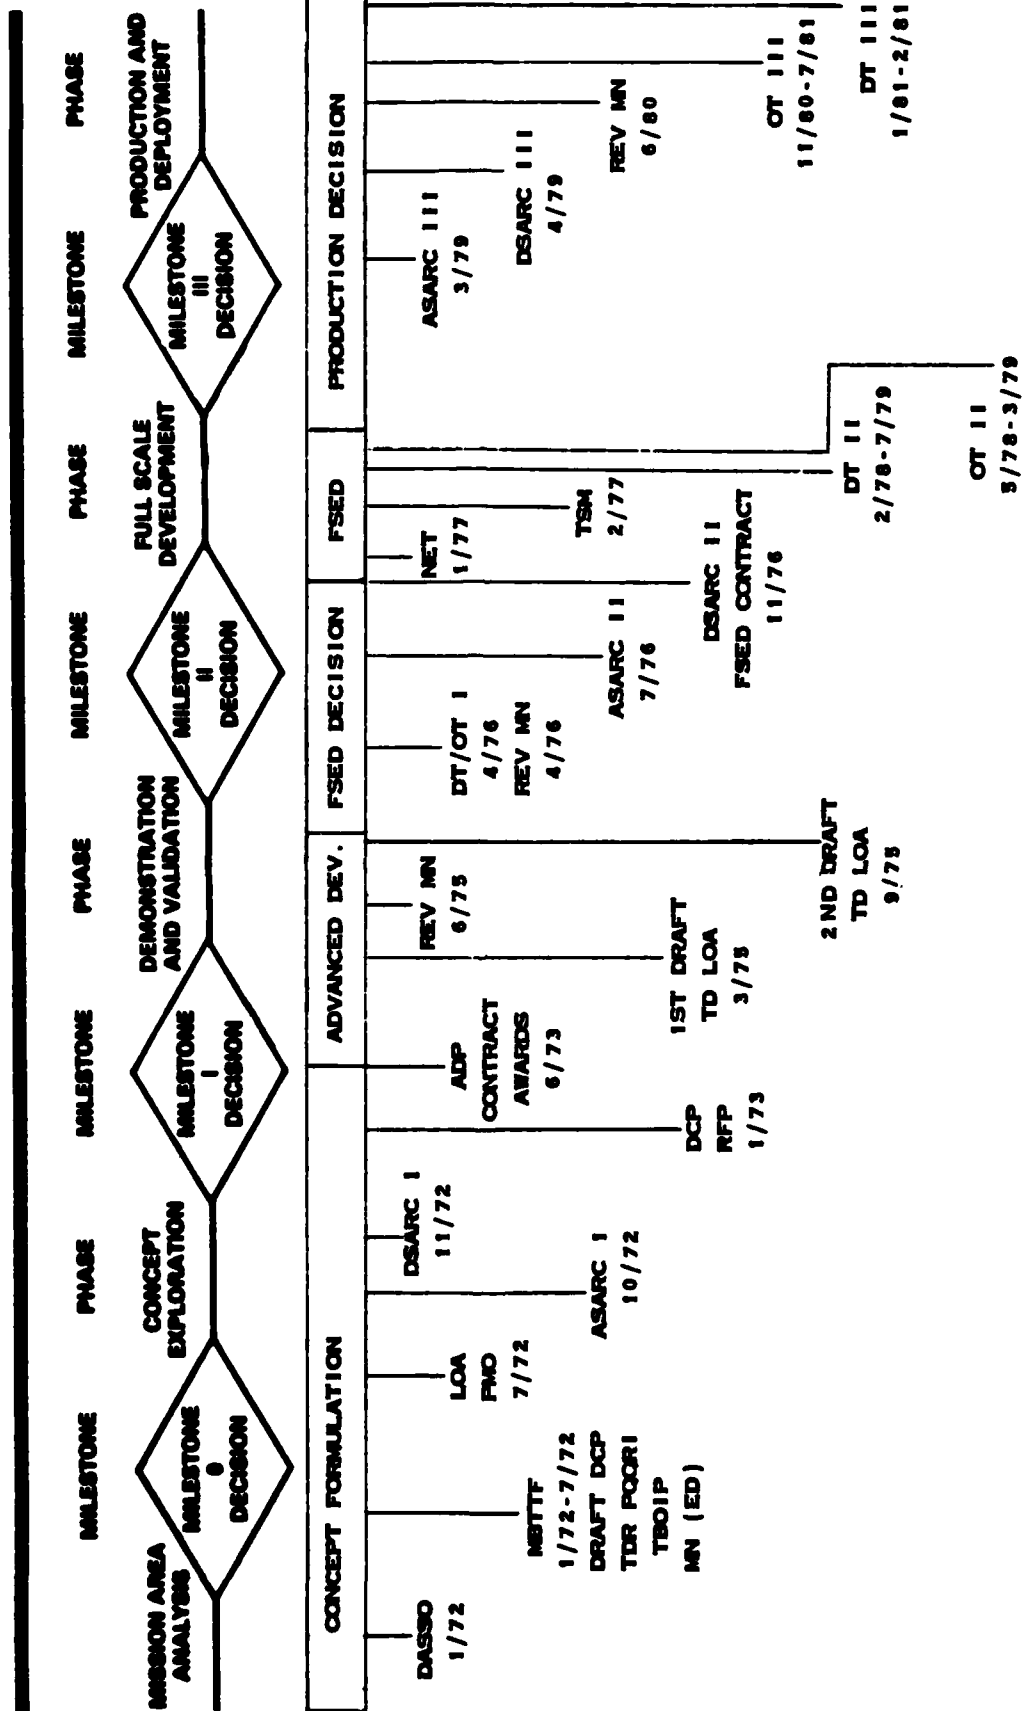 MILESTONE
PHASE
MILESTONE
PHASE
MILESTONE
PHASE
MILESTONE
PHASE
MISSION AREA
ANALYSIS
MILESTONE
0
DECISION
CONCEPT
EXPLORATION
MILESTONE
I
DECISION
DEMONSTRATION
AND VALIDATION
MILESTONE
II
DECISION
FULL SCALE
DEVELOPMENT
MILESTONE
III
DECISION
PRODUCTION AND
DEPLOYMENT
CONCEPT FORMULATION
ADVANCED DEV.
FSED DECISION
FSED
PRODUCTION DECISION
DASSO
1/72
MBTTF
1/72-7/72
DRAFT DCP
TDR PQQRI
TBOIP
MN (ED)
LOA
PMO
7/72
ASARC I
10/72
DSARC I
11/72
DCP
RFP
1/73
ADP
CONTRACT
AWARDS
6/73
1ST DRAFT
TD LOA
3/75
REV MN
6/75
2ND DRAFT
TD LOA
9/75
DT/OT I
4/76
REV MN
4/76
ASARC II
7/76
DSARC II
FSED CONTRACT
11/76
NET
1/77
TSM
2/77
DT II
2/78-7/79
OT II
5/78-3/79
ASARC III
3/79
DSARC III
4/79
REV MN
6/80
OT III
11/80-7/81
DT III
1/81-2/81